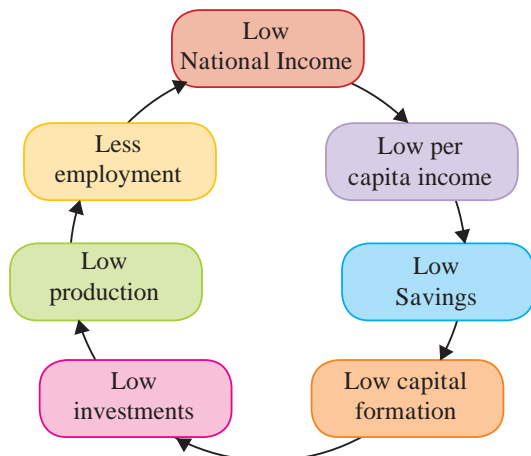 Low
National Income
Low per
capita income
Low
Savings
Low capital
formation
Low
investments
Low
production
Less
employment